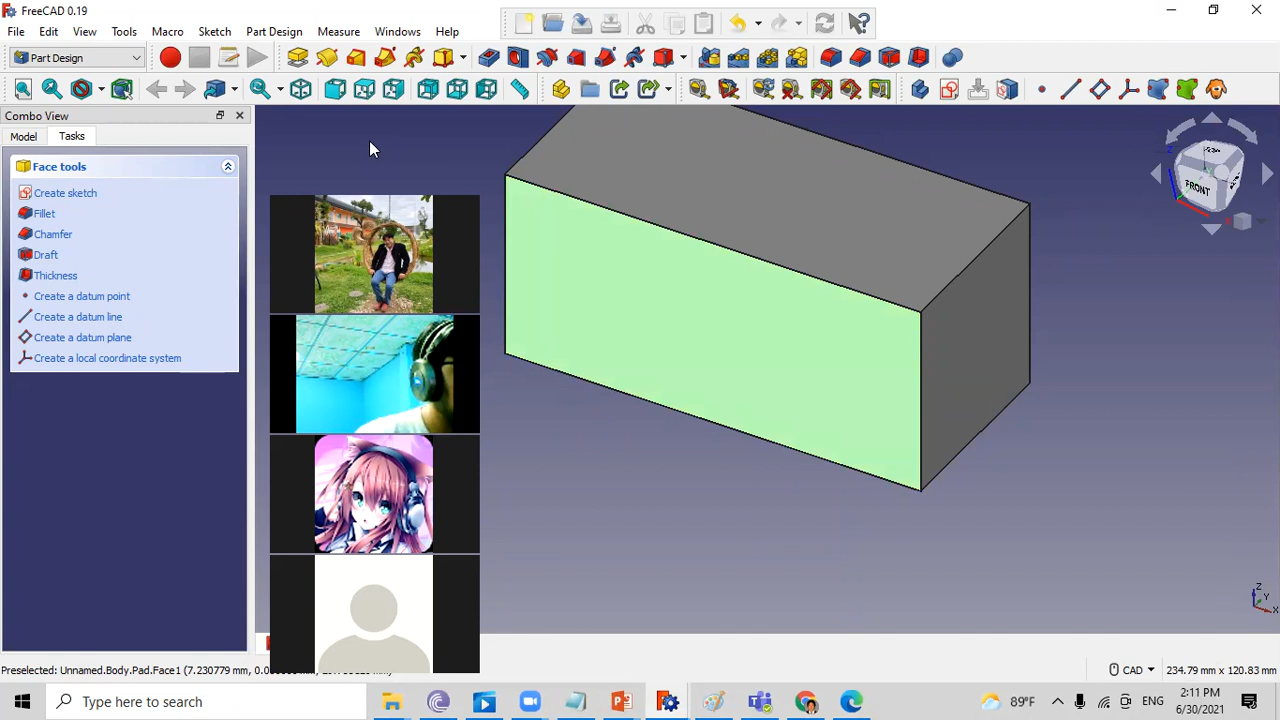 FreeCAD 0.19
File Edit View Tools Macro Sketch Part Design Measure Windows Help
Part Design
Combo View
Model Tasks
Face tools
Create sketch
Fillet
Chamfer
Draft
Thickness
Create a datum point
Create a datum line
Create a datum plane
Create a local coordinate system
FRONT
Z
Y
X
Preselected: Unnamed.Body.Pad.Face1 (7.230779 mm,
CAD
234.79 mm x 120.83 mm
Type here to search
89°F
ENG
2:11 PM
6/30/2021